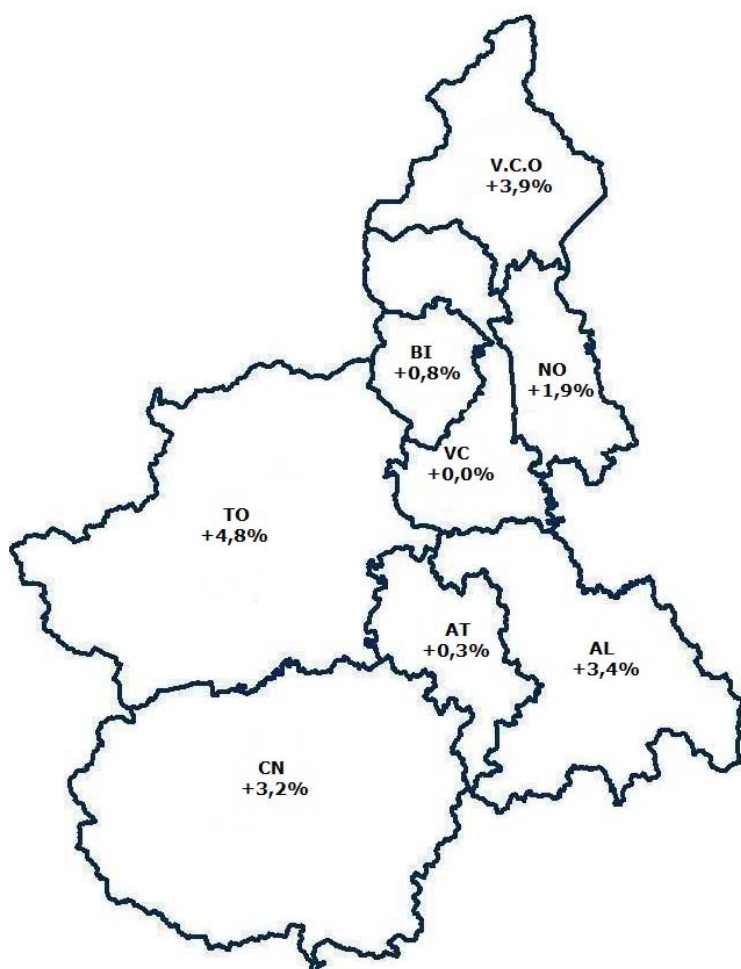 V.C.O
+3,9%
BI
+0,8%
NO
+1,9%
VC
+0,0%
TO
+4,8%
AT
+0,3%
AL
+3,4%
CN
+3,2%